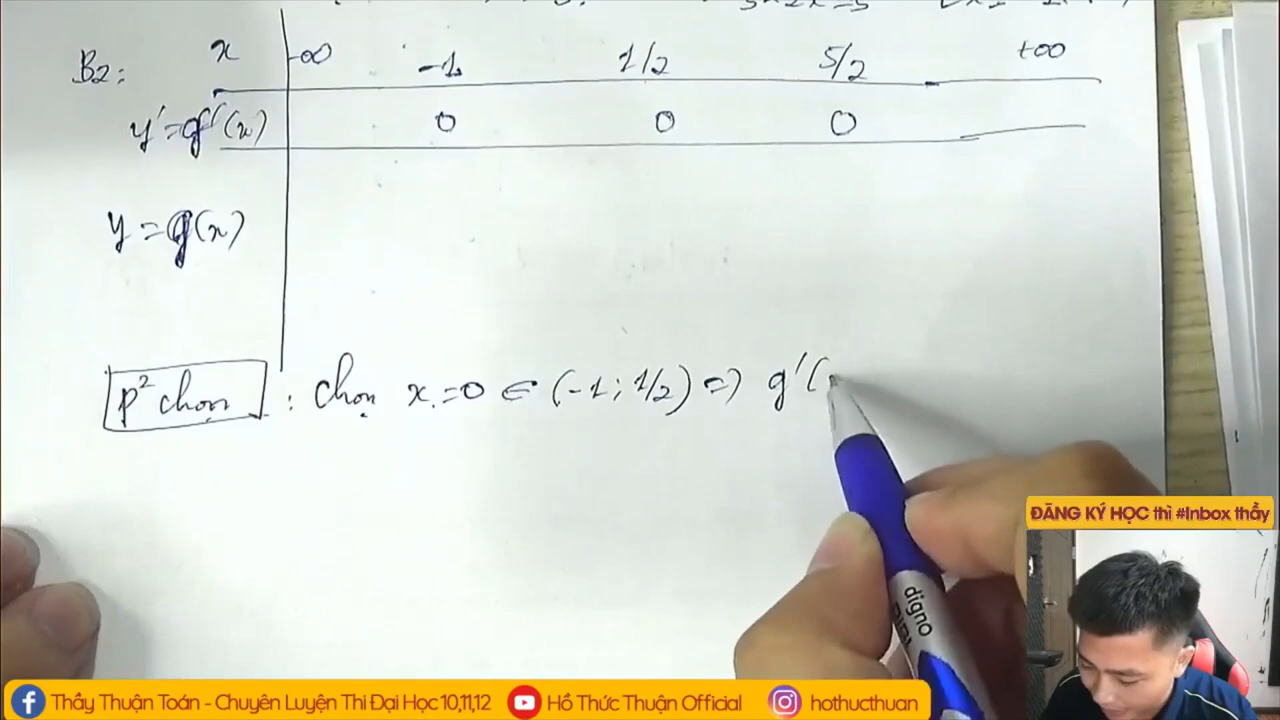 B2: x -∞ -1 1/2 5/2 +∞
y' = g'(x) 0 0 0
y = g(x)
p² chọn : chọn x = 0 ∈ (-1; 1/2) => g'(
digno
ĐĂNG KÝ HỌC thì #Inbox thầy
Thầy Thuận Toán - Chuyên Luyện Thi Đại Học 10,11,12 Hồ Thức Thuận Official hothucthuan